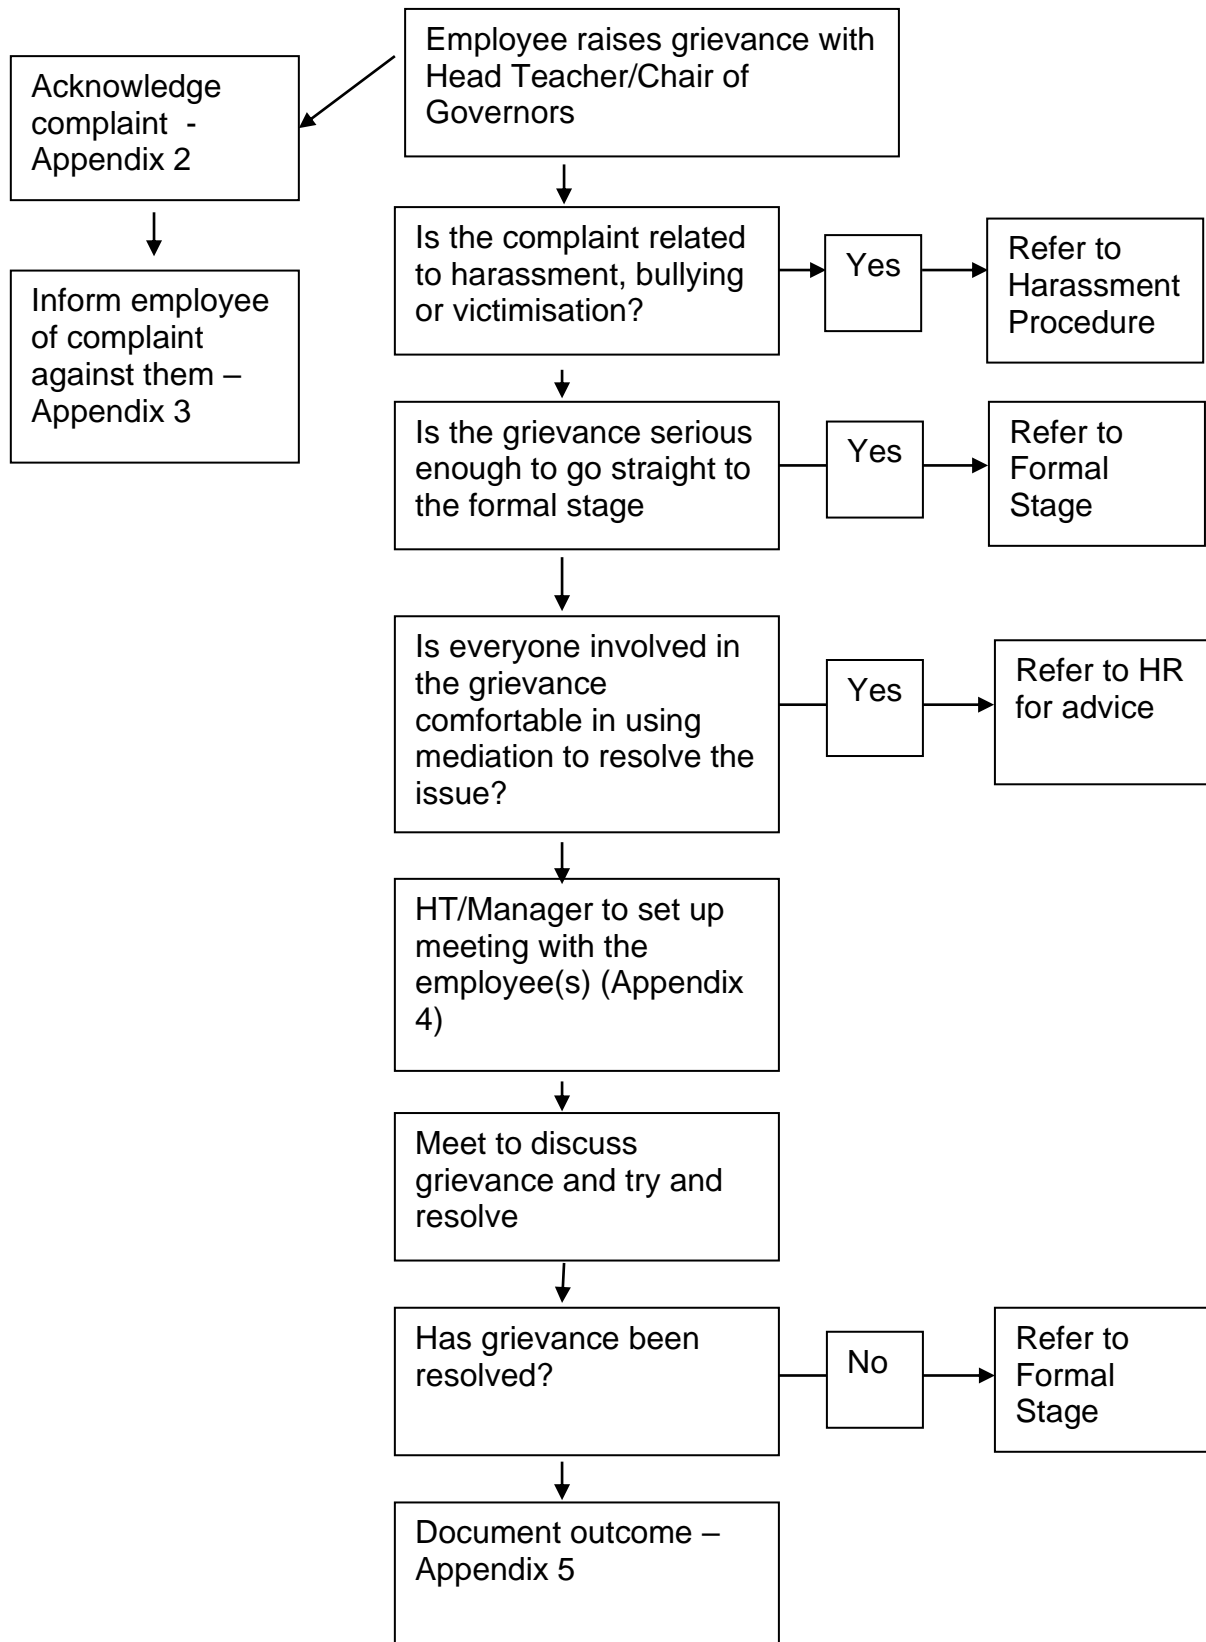 Employee raises grievance with
Head Teacher/Chair of
Governors
Acknowledge
complaint  -
Appendix 2
Inform employee
of complaint
against them –
Appendix 3
Is the complaint related
to harassment, bullying
or victimisation?
Yes
Refer to
Harassment
Procedure
Is the grievance serious
enough to go straight to
the formal stage
Yes
Refer to
Formal
Stage
Is everyone involved in
the grievance
comfortable in using
mediation to resolve the
issue?
Yes
Refer to HR
for advice
HT/Manager to set up
meeting with the
employee(s) (Appendix
4)
Meet to discuss
grievance and try and
resolve
Has grievance been
resolved?
No
Refer to
Formal
Stage
Document outcome –
Appendix 5